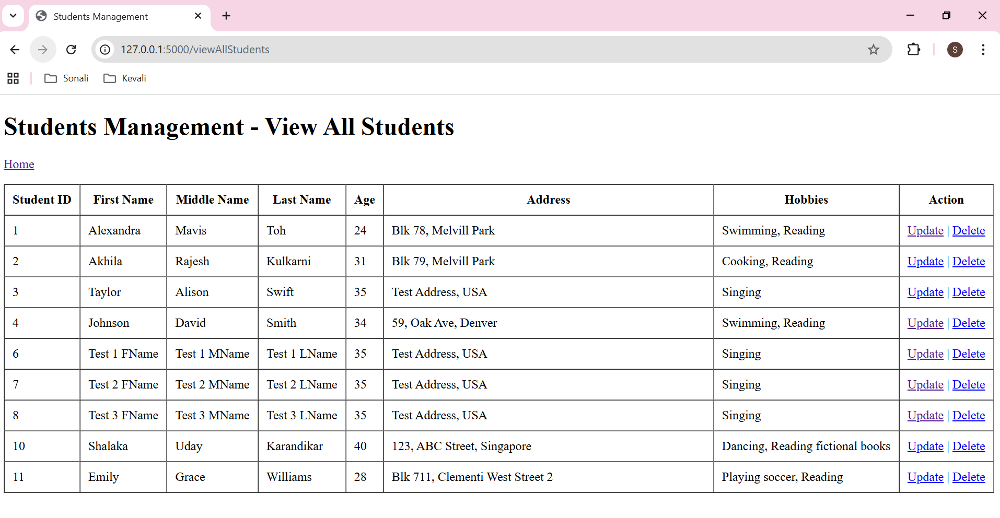 Students Management
127.0.0.1:5000/viewAllStudents
S
Sonali Kevali
Students Management - View All Students
Home
Student ID First Name Middle Name Last Name Age Address Hobbies Action
1 Alexandra Mavis Toh 24 Blk 78, Melvill Park Swimming, Reading Update | Delete
2 Akhila Rajesh Kulkarni 31 Blk 79, Melvill Park Cooking, Reading Update | Delete
3 Taylor Alison Swift 35 Test Address, USA Singing Update | Delete
4 Johnson David Smith 34 59, Oak Ave, Denver Swimming, Reading Update | Delete
6 Test 1 FName Test 1 MName Test 1 LName 35 Test Address, USA Singing Update | Delete
7 Test 2 FName Test 2 MName Test 2 LName 35 Test Address, USA Singing Update | Delete
8 Test 3 FName Test 3 MName Test 3 LName 35 Test Address, USA Singing Update | Delete
10 Shalaka Uday Karandikar 40 123, ABC Street, Singapore Dancing, Reading fictional books Update | Delete
11 Emily Grace Williams 28 Blk 711, Clementi West Street 2 Playing soccer, Reading Update | Delete